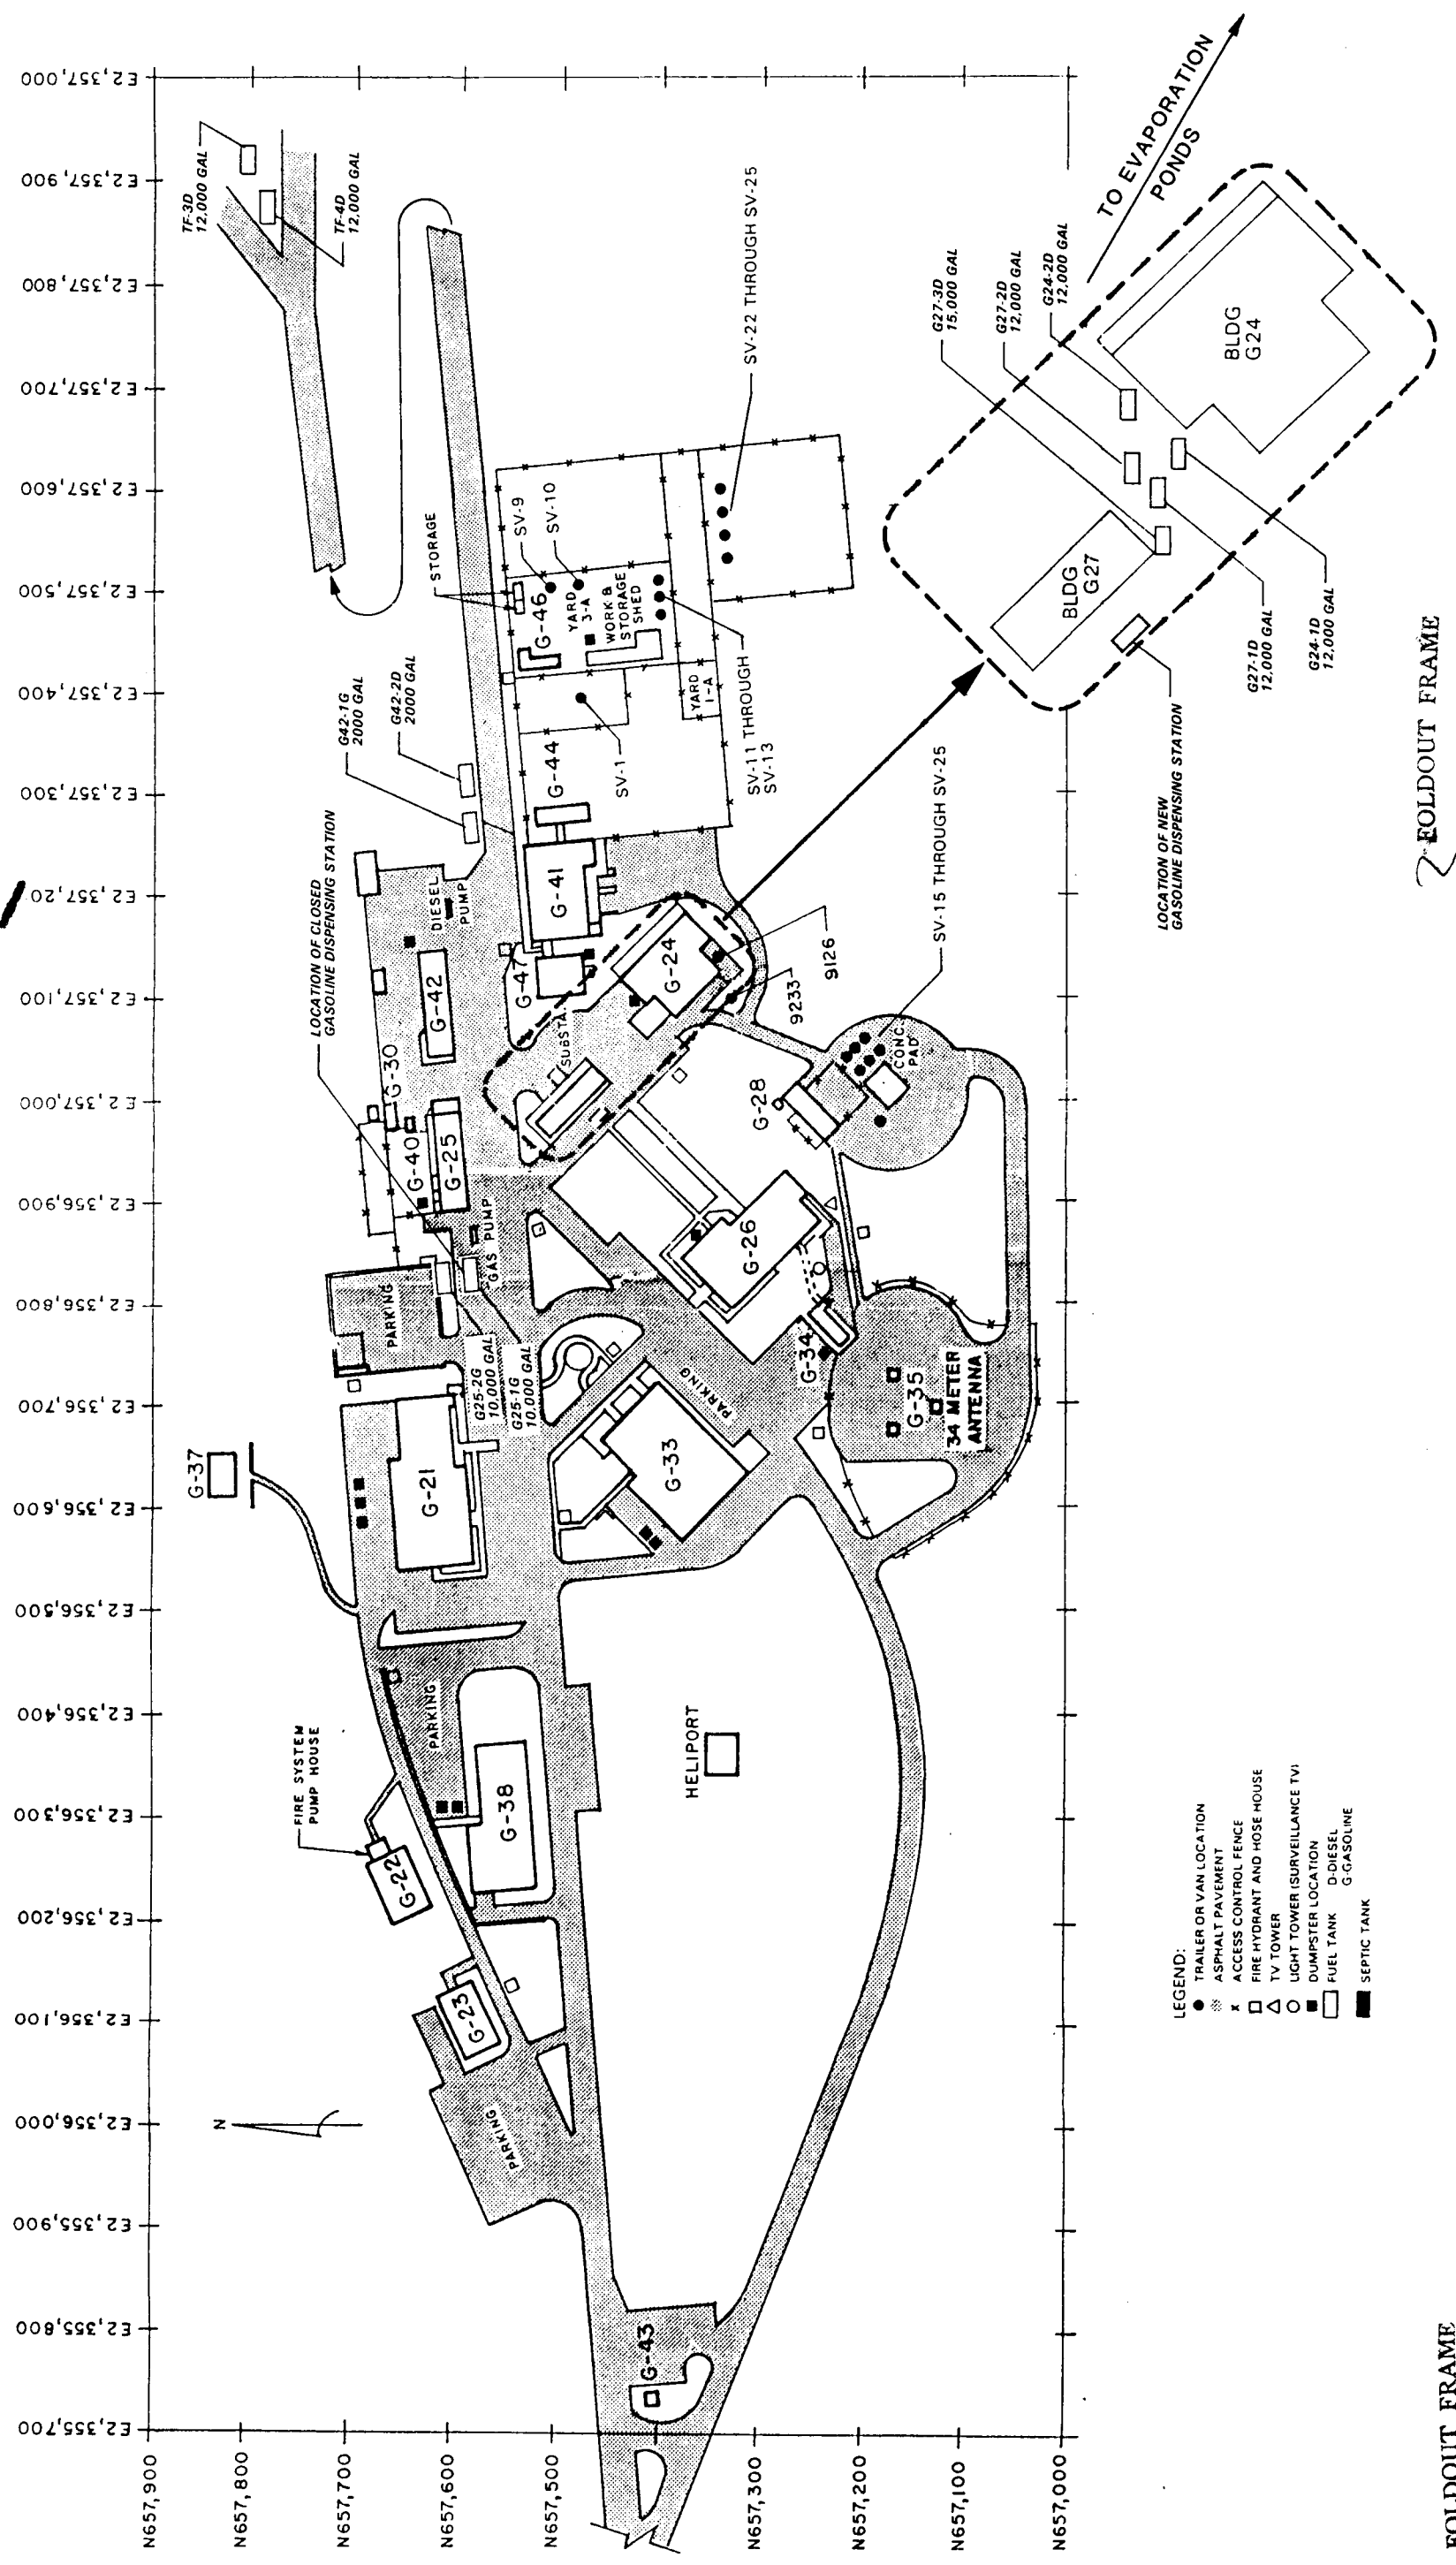 E2,357,000
E2,357,900
E2,357,800
E2,357,700
E2,357,600
E2,357,500
E2,357,400
E2,357,300
E2,357,20
E2,357,100
E2,357,000
E2,356,900
E2,356,800
E2,356,700
E2,356,600
E2,356,500
E2,356,400
E2,356,300
E2,356,200
E2,356,100
E2,356,000
E2,355,900
E2,355,800
E2,355,700
N657,900
N657,800
N657,700
N657,600
N657,500
N657,300
N657,200
N657,100
N657,000
TF-3D
12,000 GAL
TF-4D
12,000 GAL
STORAGE
SV-9
SV-10
G-46
YARD
3-A
WORK &
STORAGE
SHED
YARD
1-A
SV-22 THROUGH SV-25
SV-11 THROUGH
SV-13
SV-1
G-44
G42-1G
2000 GAL
G42-2D
2000 GAL
LOCATION OF CLOSED
GASOLINE DISPENSING STATION
DIESEL
PUMP
G-41
G-47
G-42
G-30
G-40
G-25
GAS PUMP
SUBSTA.
G-24
9126
9233
SV-15 THROUGH SV-25
CONC.
PAD
G-28
G-26
G-34
G-35
34 METER
ANTENNA
PARKING
G25-2G
10,000 GAL
G25-1G
10,000 GAL
G-33
PARKING
G-21
G-37
PARKING
G-38
HELIPORT
FIRE SYSTEM
PUMP HOUSE
G-22
G-23
N
PARKING
G-43
TO EVAPORATION
PONDS
G27-3D
15,000 GAL
G27-2D
12,000 GAL
G24-2D
12,000 GAL
BLDG
G24
BLDG
G27
G27-1D
12,000 GAL
G24-1D
12,000 GAL
LOCATION OF NEW
GASOLINE DISPENSING STATION
LEGEND:
TRAILER OR VAN LOCATION
ASPHALT PAVEMENT
ACCESS CONTROL FENCE
FIRE HYDRANT AND HOSE HOUSE
TV TOWER
LIGHT TOWER (SURVEILLANCE TV)
DUMPSTER LOCATION
FUEL TANK D-DIESEL
G-GASOLINE
SEPTIC TANK
2 FOLDOUT FRAME
FOLDOUT FRAME